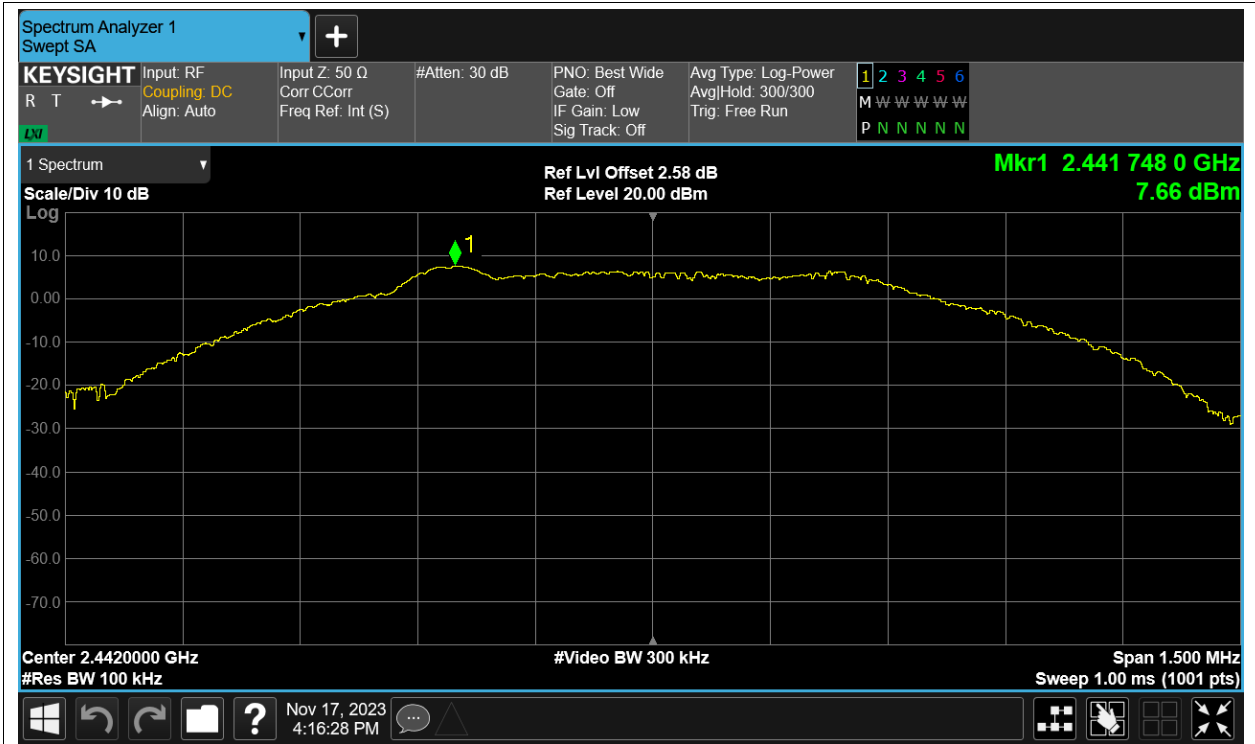 Spectrum Analyzer 1
Swept SA
+
KEYSIGHT
R T
LXI
Input: RF
Coupling: DC
Align: Auto
Input Z: 50 Ω
Corr CCorr
Freq Ref: Int (S)
#Atten: 30 dB
PNO: Best Wide
Gate: Off
IF Gain: Low
Sig Track: Off
Avg Type: Log-Power
Avg|Hold: 300/300
Trig: Free Run
1 2 3 4 5 6
M W W W W W
P N N N N N
1 Spectrum
Scale/Div 10 dB
Log
Ref Lvl Offset 2.58 dB
Ref Level 20.00 dBm
Mkr1 2.441 748 0 GHz
7.66 dBm
1
10.0
0.00
-10.0
-20.0
-30.0
-40.0
-50.0
-60.0
-70.0
Center 2.4420000 GHz
#Res BW 100 kHz
#Video BW 300 kHz
Span 1.500 MHz
Sweep 1.00 ms (1001 pts)
?
Nov 17, 2023
4:16:28 PM